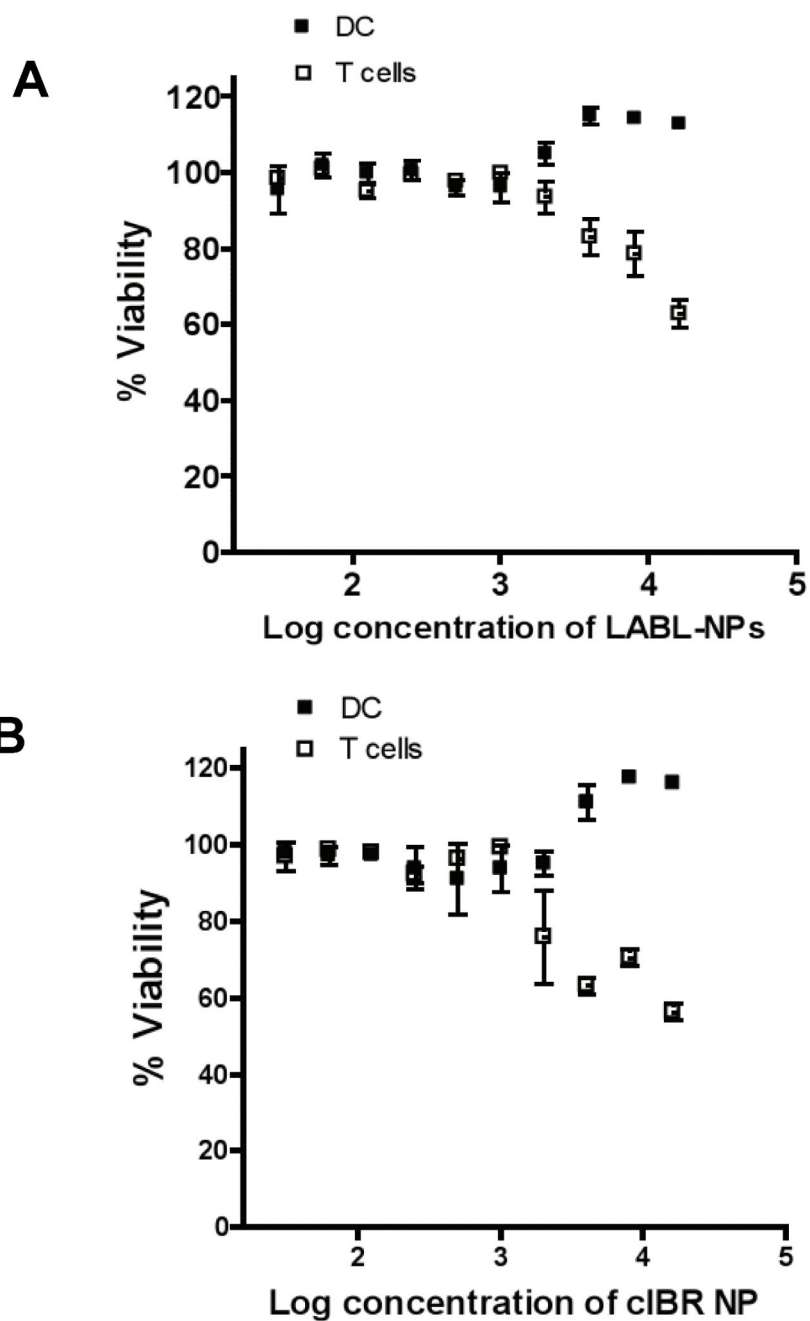 A
DC
T cells
120
100
80
60
40
20
0
% Viability
2 3 4 5
Log concentration of LABL-NPs
B
DC
T cells
120
100
80
60
40
20
0
% Viability
2 3 4 5
Log concentration of cIBR NP